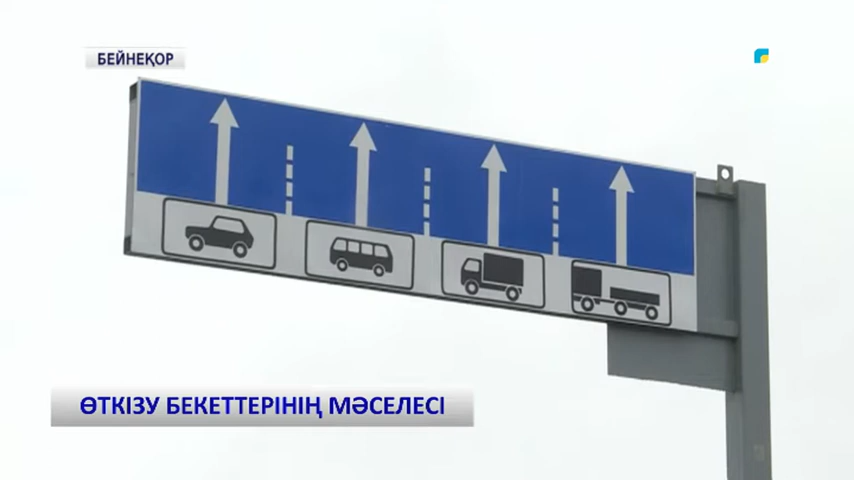 БЕЙНЕҚОР
ӨТКІЗУ БЕКЕТТЕРІНІҢ МӘСЕЛЕСІ